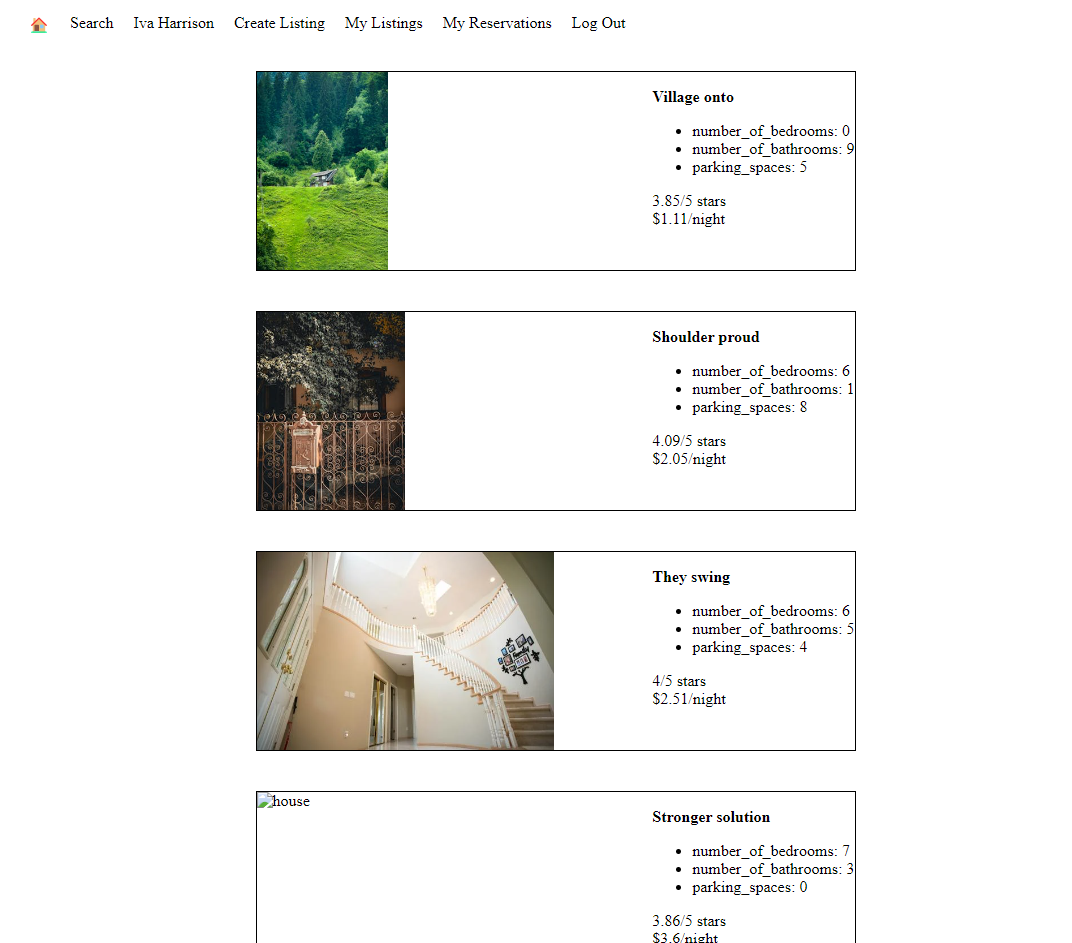 Search Iva Harrison Create Listing My Listings My Reservations Log Out
Village onto
number_of_bedrooms: 0
number_of_bathrooms: 9
parking_spaces: 5
3.85/5 stars
$1.11/night
Shoulder proud
number_of_bedrooms: 6
number_of_bathrooms: 1
parking_spaces: 8
4.09/5 stars
$2.05/night
They swing
number_of_bedrooms: 6
number_of_bathrooms: 5
parking_spaces: 4
4/5 stars
$2.51/night
family
house
Stronger solution
number_of_bedrooms: 7
number_of_bathrooms: 3
parking_spaces: 0
3.86/5 stars
$3.6/night